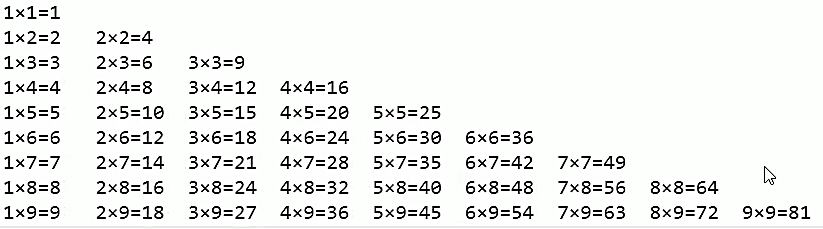 1×1=1
1×2=2 2×2=4
1×3=3 2×3=6 3×3=9
1×4=4 2×4=8 3×4=12 4×4=16
1×5=5 2×5=10 3×5=15 4×5=20 5×5=25
1×6=6 2×6=12 3×6=18 4×6=24 5×6=30 6×6=36
1×7=7 2×7=14 3×7=21 4×7=28 5×7=35 6×7=42 7×7=49
1×8=8 2×8=16 3×8=24 4×8=32 5×8=40 6×8=48 7×8=56 8×8=64
1×9=9 2×9=18 3×9=27 4×9=36 5×9=45 6×9=54 7×9=63 8×9=72 9×9=81